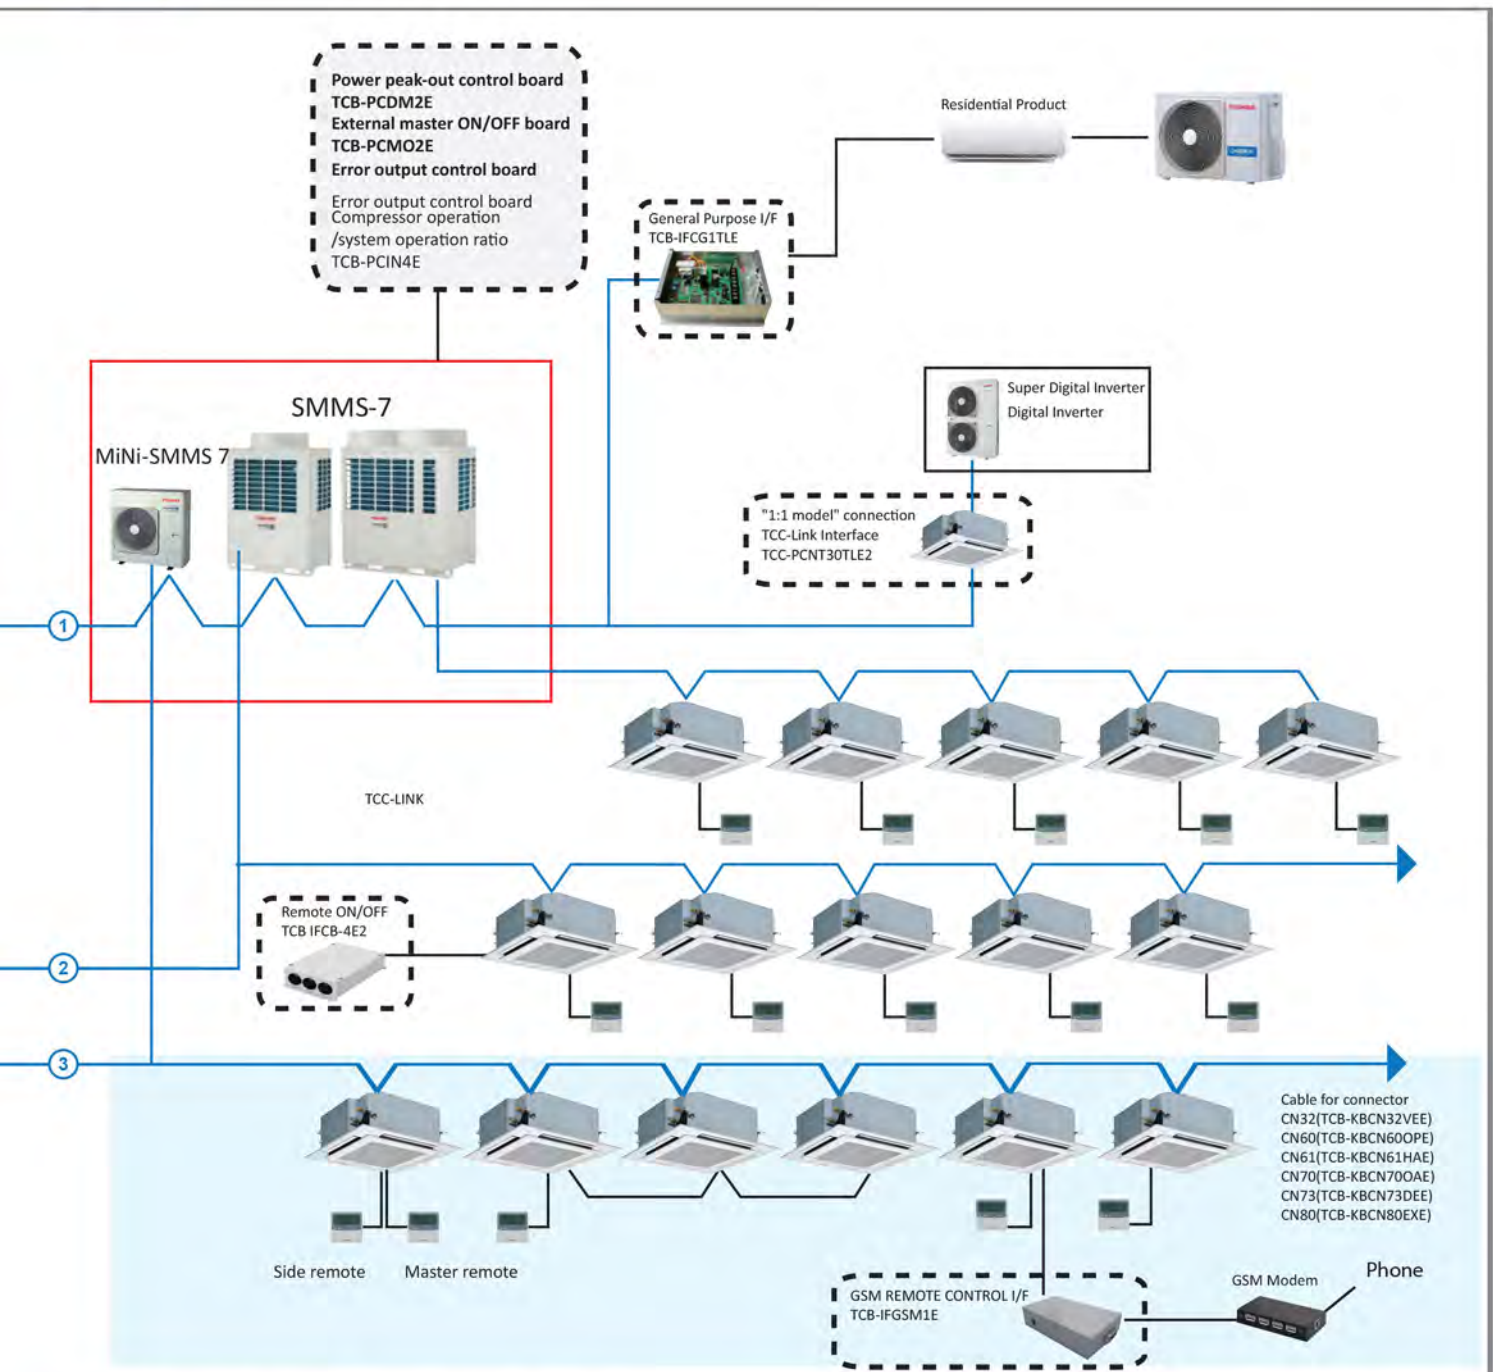 Power peak-out control board
TCB-PCDM2E
External master ON/OFF board
TCB-PCMO2E
Error output control board
Error output control board
Compressor operation
/system operation ratio
TCB-PCIN4E
Residential Product
General Purpose I/F
TCB-IFCG1TLE
SMMS-7
MiNi-SMMS 7
Super Digital Inverter
Digital Inverter
"1:1 model" connection
TCC-Link Interface
TCC-PCNT30TLE2
1
TCC-LINK
Remote ON/OFF
TCB IFCB-4E2
2
3
Cable for connector
CN32(TCB-KBCN32VEE)
CN60(TCB-KBCN60OPE)
CN61(TCB-KBCN61HAE)
CN70(TCB-KBCN70OAE)
CN73(TCB-KBCN73DEE)
CN80(TCB-KBCN80EXE)
Side remote
Master remote
GSM REMOTE CONTROL I/F
TCB-IFGSM1E
GSM Modem
Phone